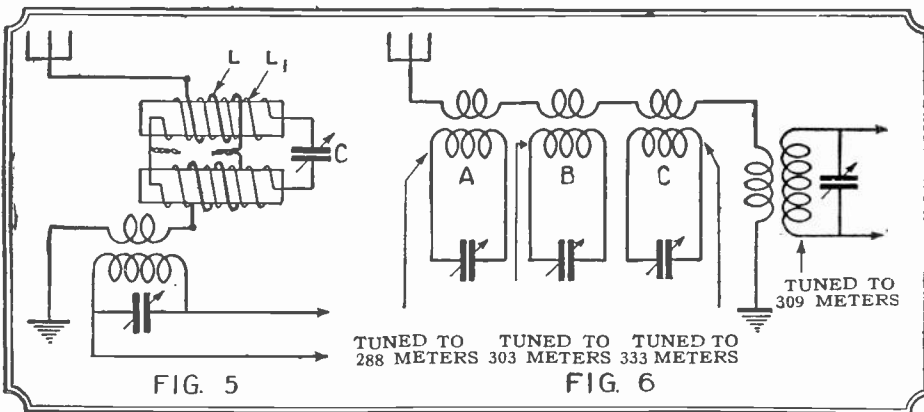 L L1
C
FIG. 5
A B C
TUNED TO
288 METERS
TUNED TO
303 METERS
TUNED TO
333 METERS
TUNED TO
309 METERS
FIG. 6